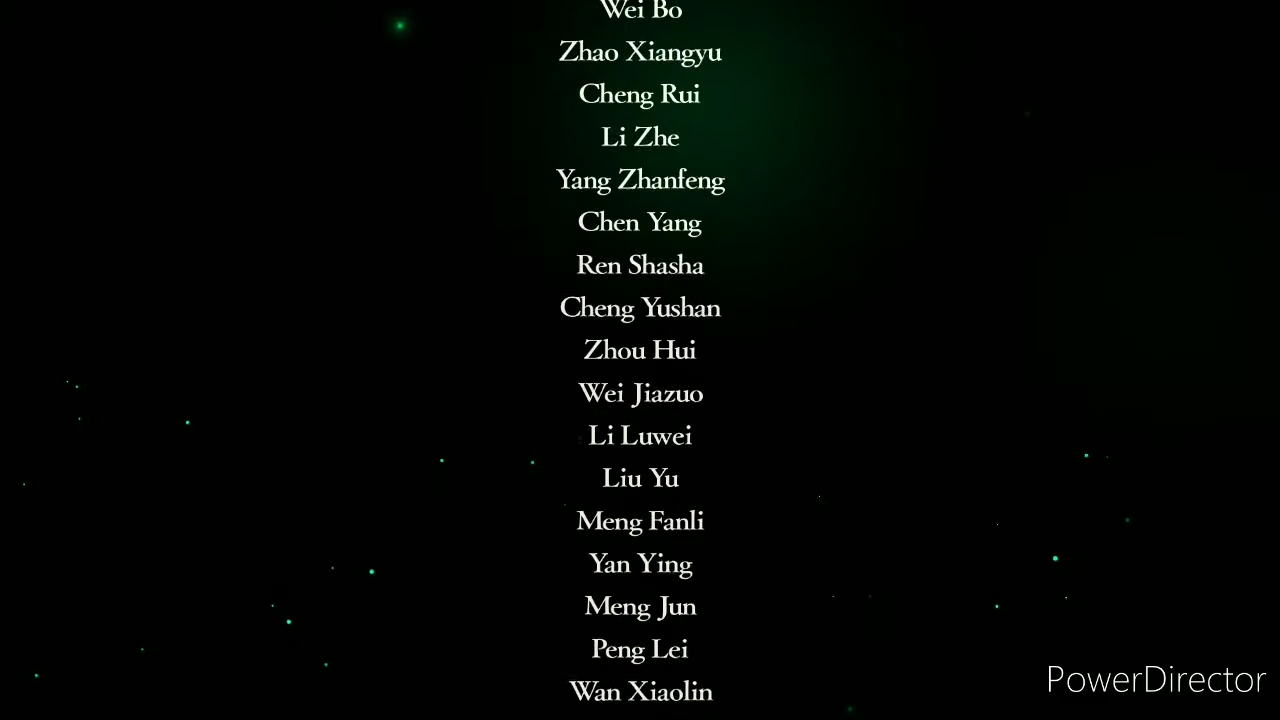 Wei Bo
Zhao Xiangyu
Cheng Rui
Li Zhe
Yang Zhanfeng
Chen Yang
Ren Shasha
Cheng Yushan
Zhou Hui
Wei Jiazuo
Li Luwei
Liu Yu
Meng Fanli
Yan Ying
Meng Jun
Peng Lei
Wan Xiaolin
PowerDirector